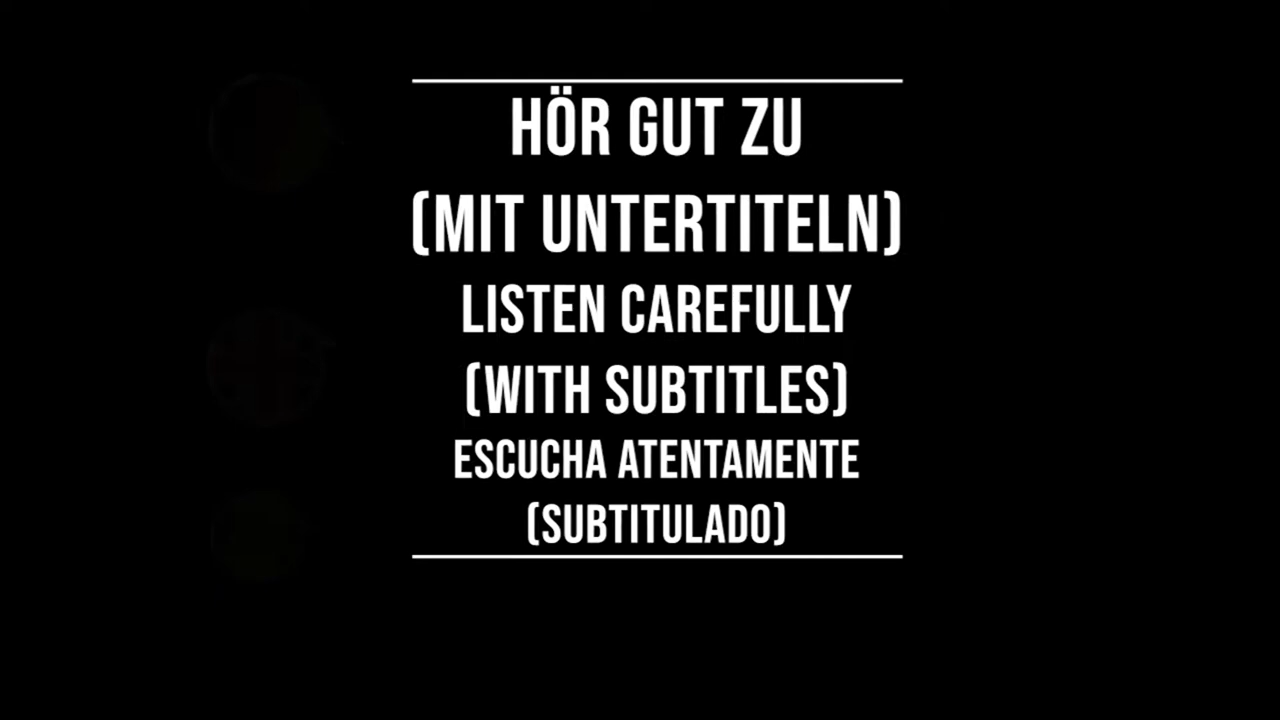 HÖR GUT ZU
(MIT UNTERTITELN)
LISTEN CAREFULLY
(WITH SUBTITLES)
ESCUCHA ATENTAMENTE
(SUBTITULADO)